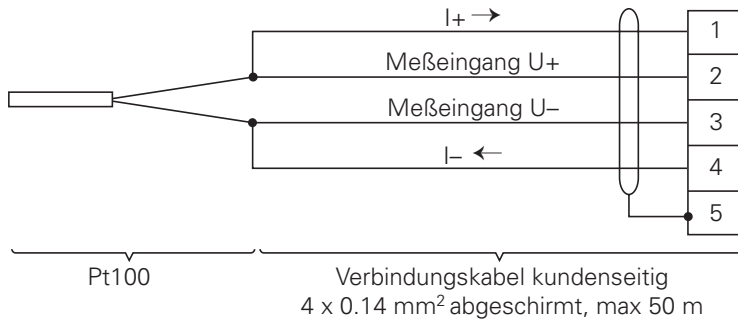 I+ →
1
Meßeingang U+
2
Meßeingang U–
3
I– ←
4
5
Pt100
Verbindungskabel kundenseitig
4 x 0.14 mm² abgeschirmt, max 50 m